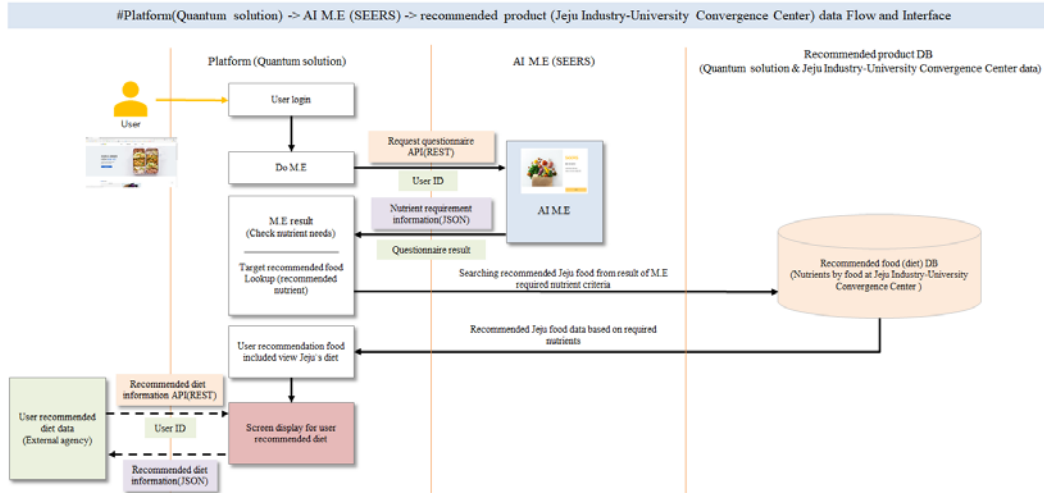 #Platform(Quantum solution) -> AI M.E (SEERS) -> recommended product (Jeju Industry-University Convergence Center) data Flow and Interface
Platform (Quantum solution)
AI M.E (SEERS)
Recommended product DB
(Quantum solution & Jeju Industry-University Convergence Center data)
User
User login
Do M.E
Request questionnaire
API(REST)
User ID
AI M.E
Nutrient requirement
information(JSON)
Questionnaire result
M.E result
(Check nutrient needs)
Target recommended food
Lookup (recommended
nutrient)
Searching recommended Jeju food from result of M.E
required nutrient criteria
Recommended food (diet) DB
(Nutrients by food at Jeju Industry-University
Convergence Center )
Recommended Jeju food data based on required
nutrients
User recommendation food
included view Jeju's diet
Recommended diet
information API(REST)
User ID
User recommended
diet data
(External agency)
Screen display for user
recommended diet
Recommended diet
information(JSON)